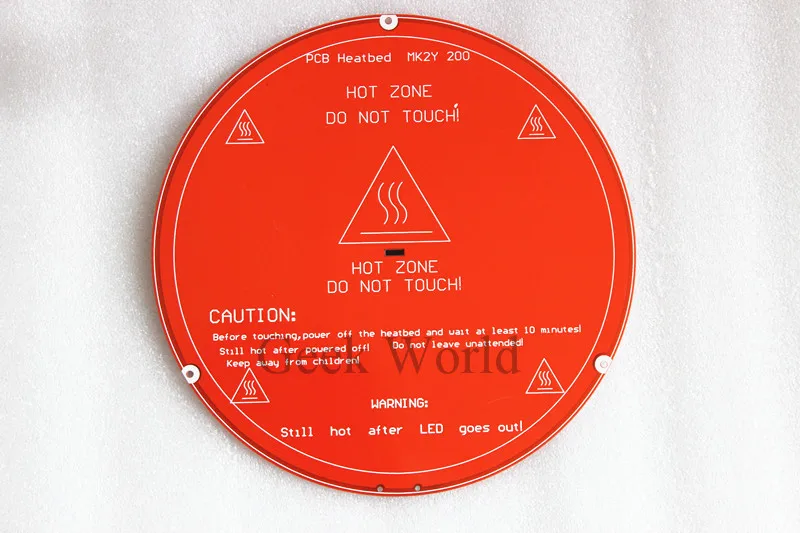 PCB Heatbed MK2Y 200
HOT ZONE
DO NOT TOUCH!
HOT ZONE
DO NOT TOUCH!
CAUTION:
Before touching,power off the heatbed and wait at least 10 minutes!
Still hot after powered off! Do not leave unattended!
Geek World
Keep away from children!
WARNING:
Still hot after LED goes out!